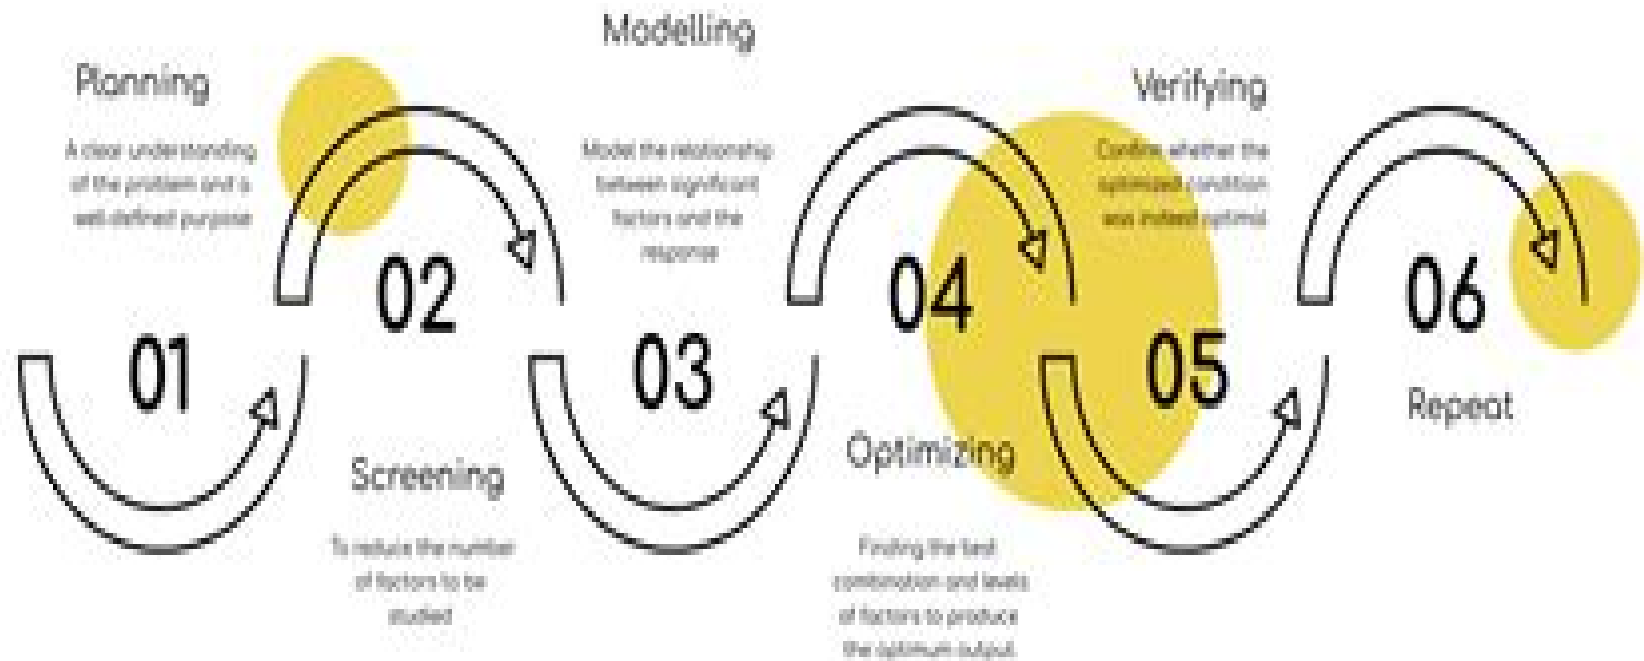 Planning
A clear understanding
of the problem and a
well-defined purpose
01
02
Screening
To reduce the number
of factors to be
studied
Modelling
Model the relationship
between significant
factors and the
response
03
04
Optimizing
Finding the best
combination and levels
of factors to produce
the optimum output.
Verifying
Confirm whether the
optimized condition
was indeed optimal
05
06
Repeat